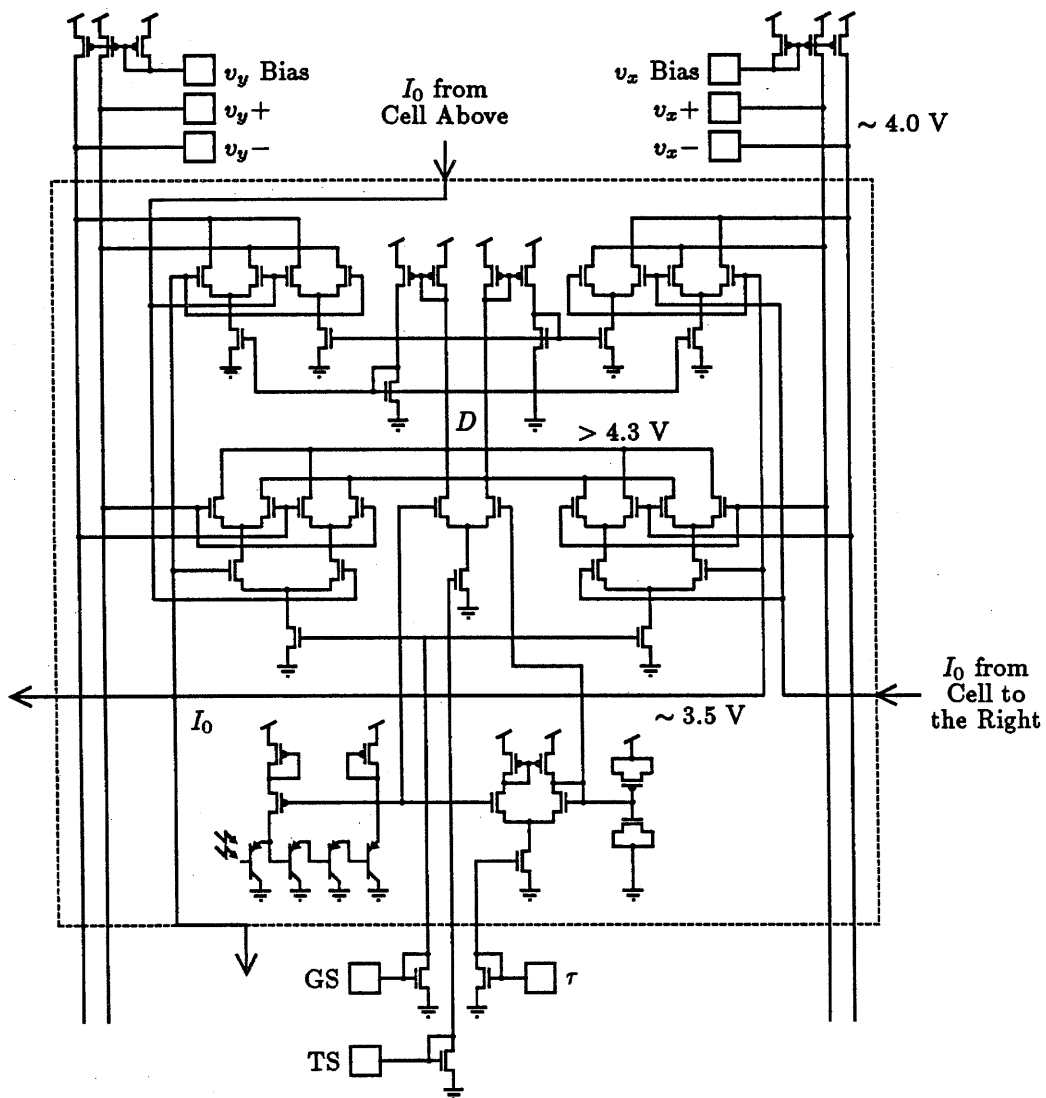 v_y Bias
v_y+
v_y−
I_0 from
Cell Above
v_x Bias
v_x+
v_x−
∼ 4.0 V
D
> 4.3 V
I_0
∼ 3.5 V
I_0 from
Cell to
the Right
GS
τ
TS